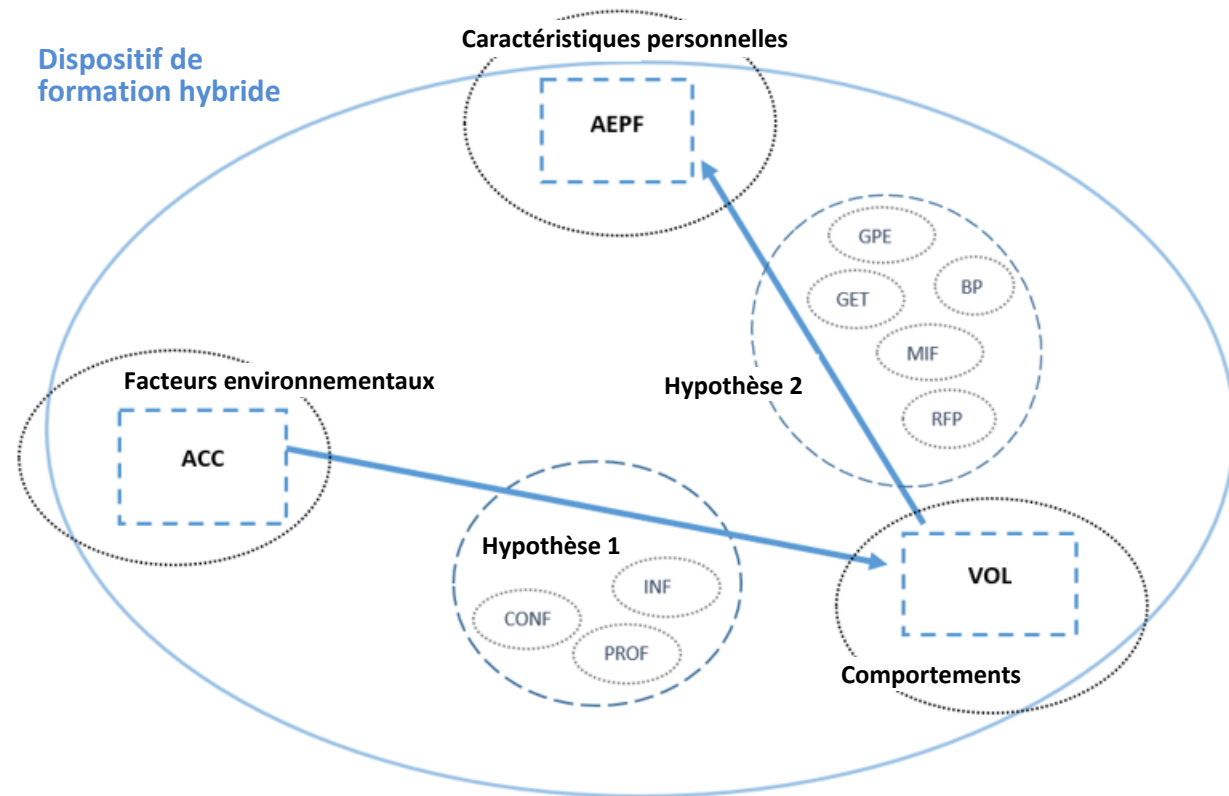 Dispositif de
formation hybride
Caractéristiques personnelles
AEPF
GPE
GET
BP
MIF
RFP
Hypothèse 2
Facteurs environnementaux
ACC
Hypothèse 1
INF
CONF
PROF
VOL
Comportements